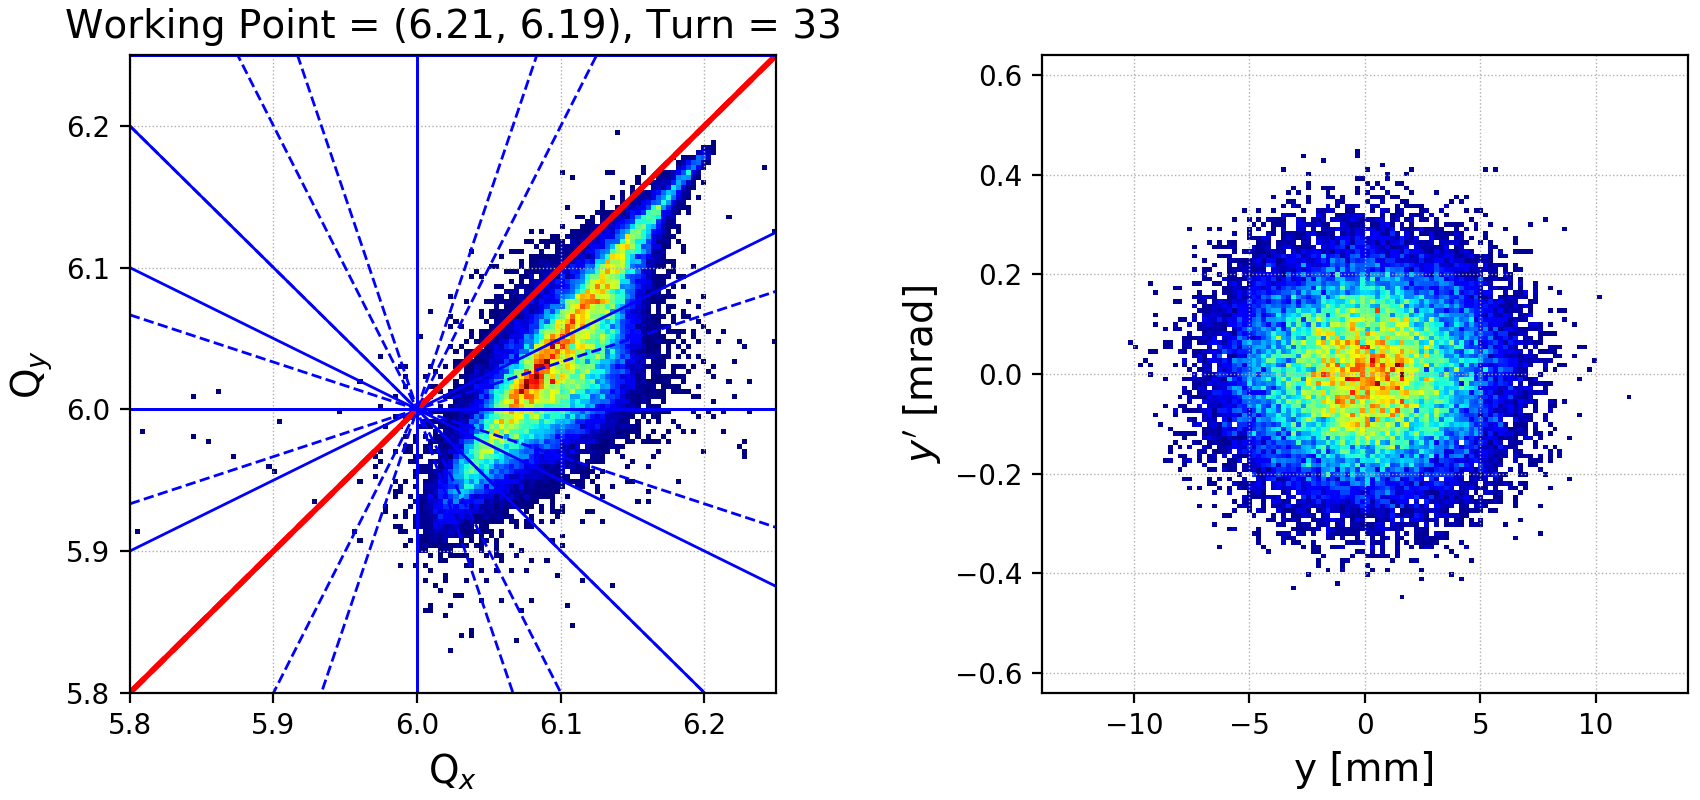 Working Point = (6.21, 6.19), Turn = 33
6.2
6.1
6.0
5.9
5.8
Q_y
5.8 5.9 6.0 6.1 6.2
Q_x
0.6
0.4
0.2
0.0
−0.2
−0.4
−0.6
y′ [mrad]
−10 −5 0 5 10
y [mm]